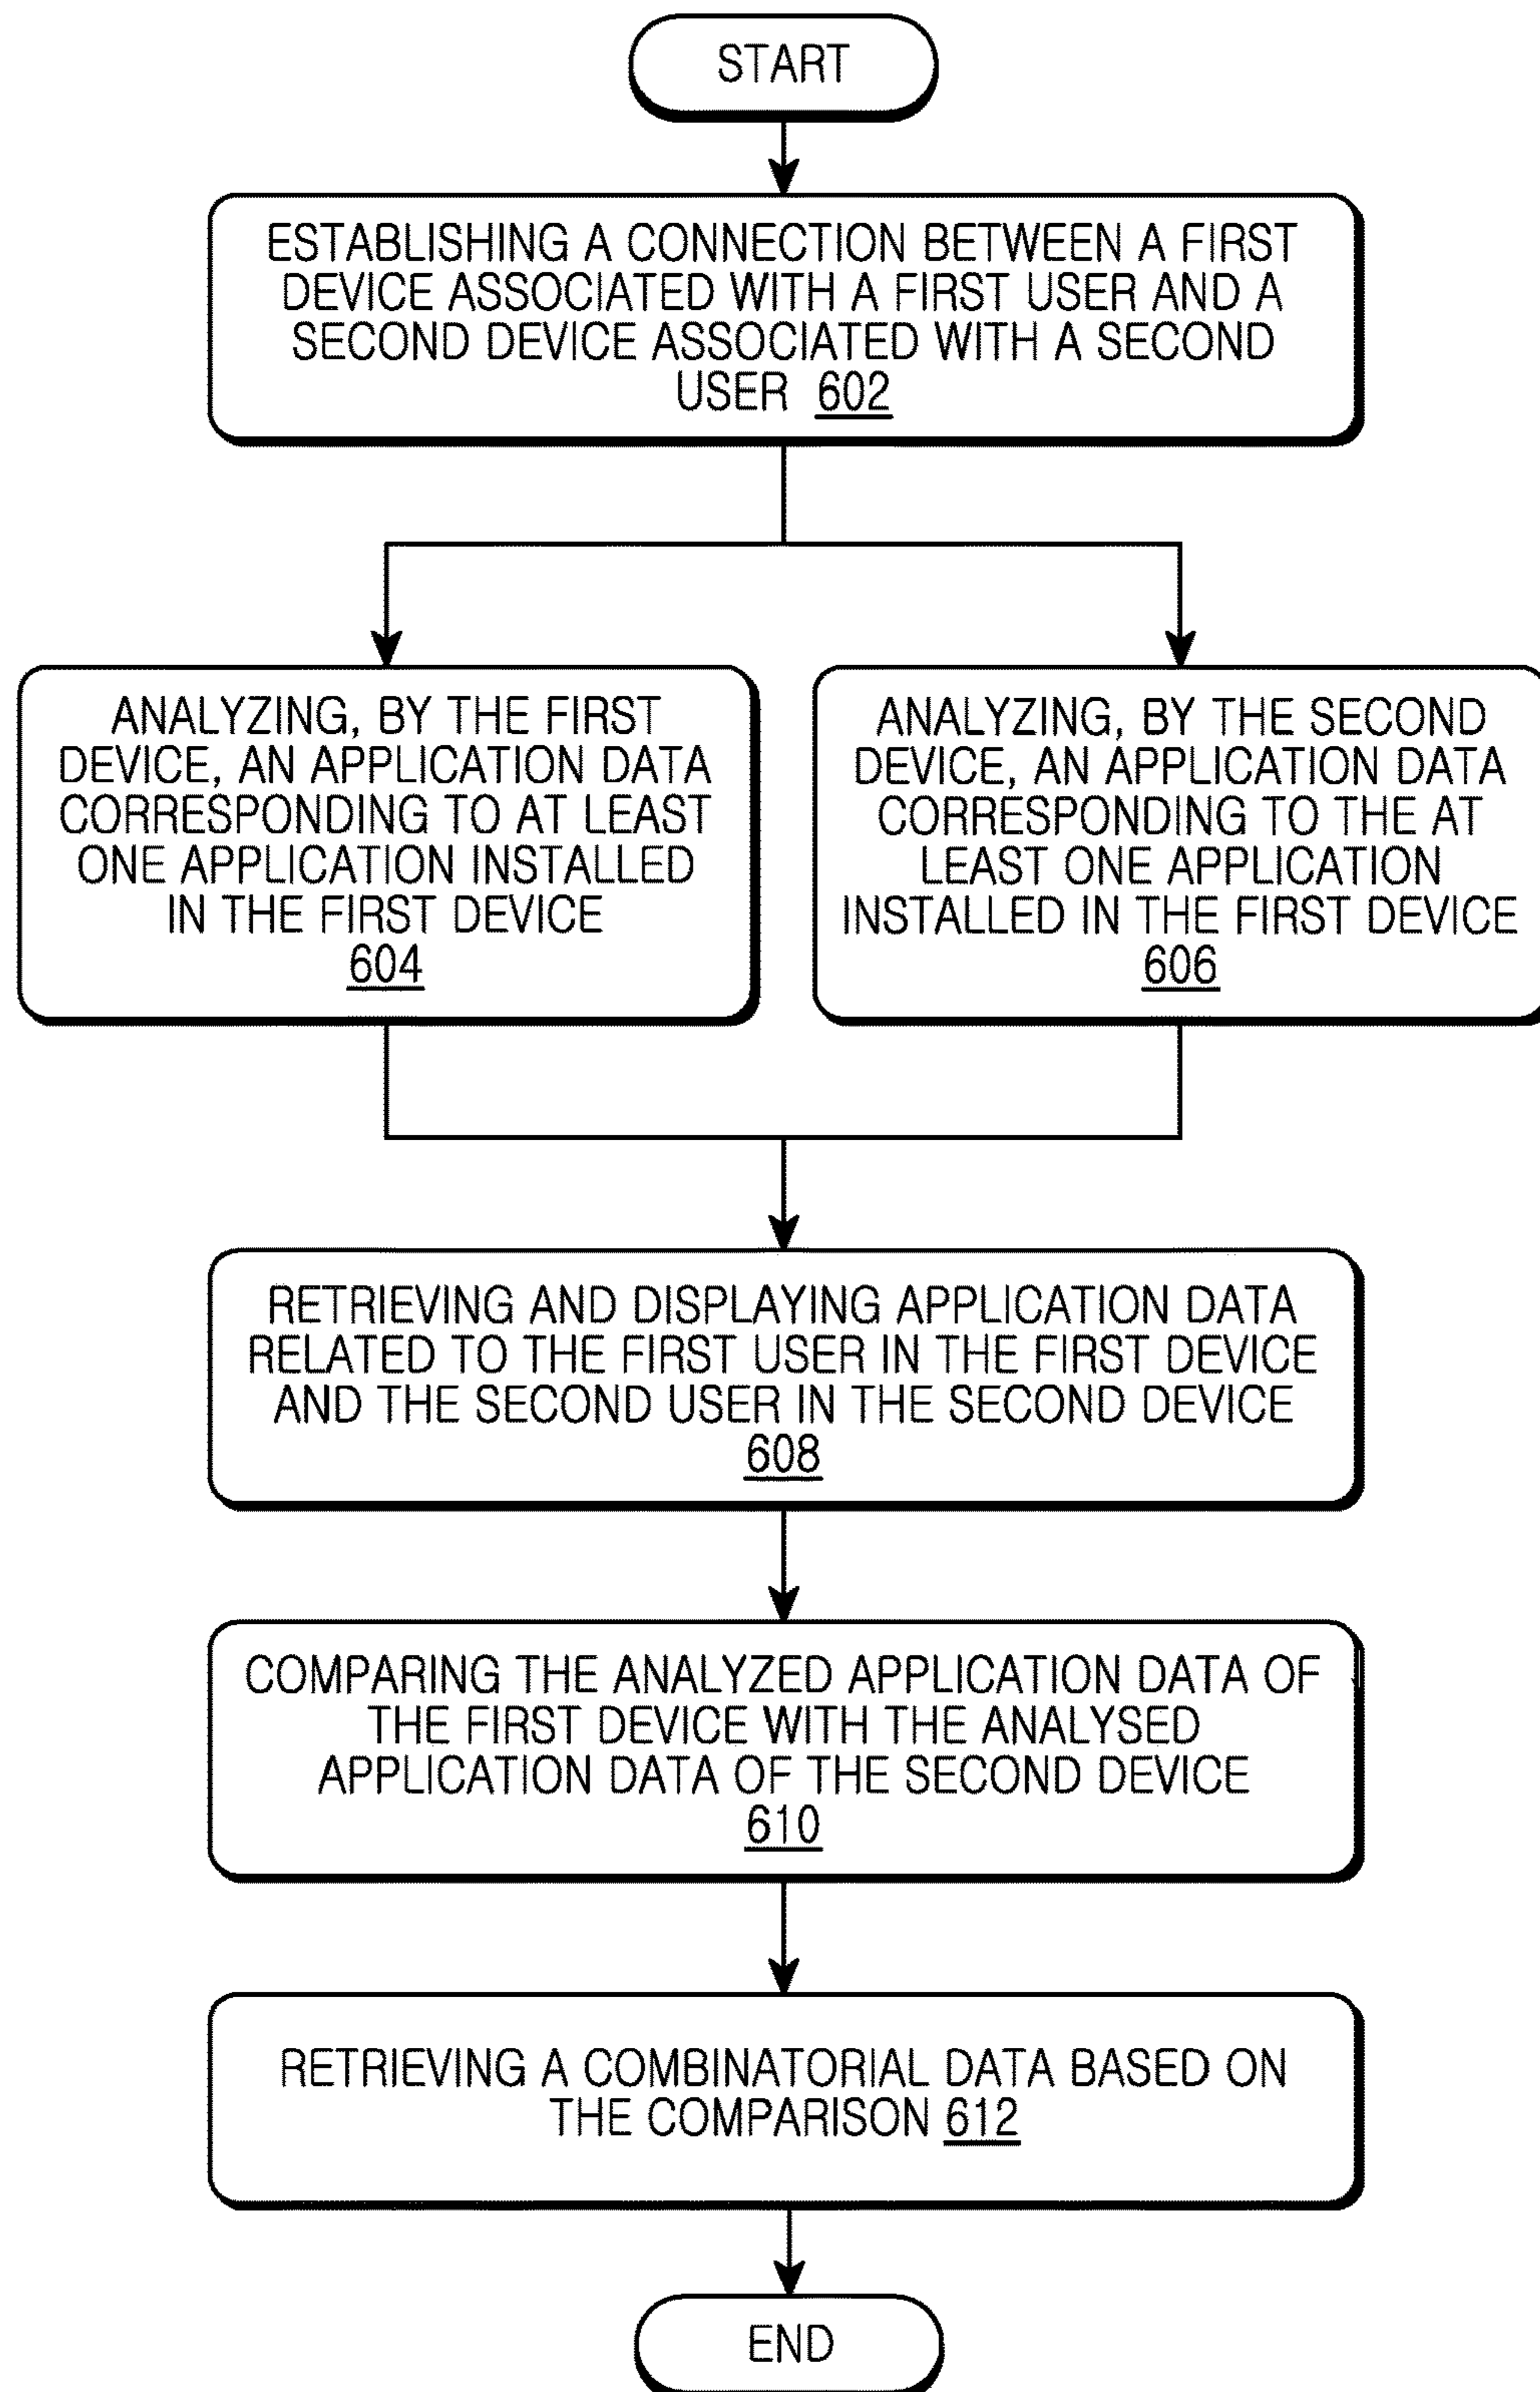 START
ESTABLISHING A CONNECTION BETWEEN A FIRST
DEVICE ASSOCIATED WITH A FIRST USER AND A
SECOND DEVICE ASSOCIATED WITH A SECOND
USER 602
ANALYZING, BY THE FIRST
DEVICE, AN APPLICATION DATA
CORRESPONDING TO AT LEAST
ONE APPLICATION INSTALLED
IN THE FIRST DEVICE
604
ANALYZING, BY THE SECOND
DEVICE, AN APPLICATION DATA
CORRESPONDING TO THE AT
LEAST ONE APPLICATION
INSTALLED IN THE FIRST DEVICE
606
RETRIEVING AND DISPLAYING APPLICATION DATA
RELATED TO THE FIRST USER IN THE FIRST DEVICE
AND THE SECOND USER IN THE SECOND DEVICE
608
COMPARING THE ANALYZED APPLICATION DATA OF
THE FIRST DEVICE WITH THE ANALYSED
APPLICATION DATA OF THE SECOND DEVICE
610
RETRIEVING A COMBINATORIAL DATA BASED ON
THE COMPARISON 612
END